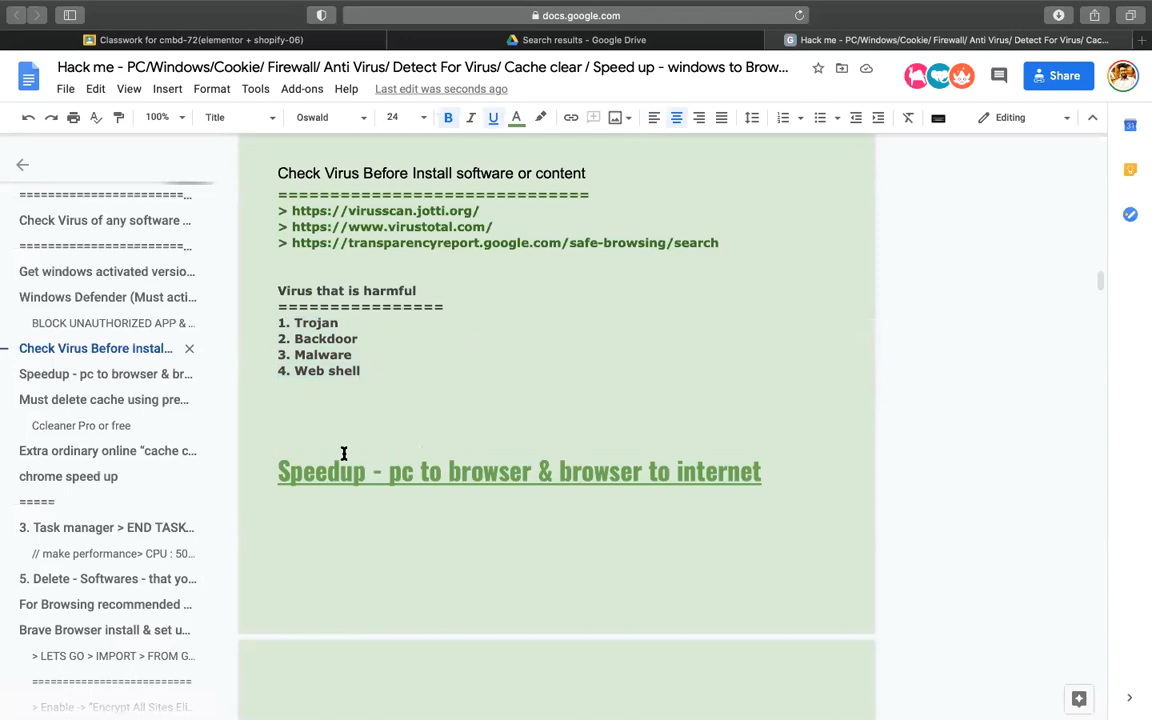 docs.google.com
Classwork for cmbd-72(elementor + shopify-06)
Search results - Google Drive
Hack me - PC/Windows/Cookie/ Firewall/ Anti Virus/ Detect For Virus/ Cac...
Hack me - PC/Windows/Cookie/ Firewall/ Anti Virus/ Detect For Virus/ Cache clear / Speed up - windows to Brow...
File Edit View Insert Format Tools Add-ons Help Last edit was seconds ago
Share
100% Title Oswald 24 B I U A Editing
==========================...
Check Virus of any software ...
==========================...
Get windows activated versio...
Windows Defender (Must acti...
BLOCK UNAUTHORIZED APP & ...
Check Virus Before Instal...
Speedup - pc to browser & br...
Must delete cache using pre...
Ccleaner Pro or free
Extra ordinary online “cache c...
chrome speed up
=====
3. Task manager > END TASK...
// make performance> CPU : 50...
5. Delete - Softwares - that yo...
For Browsing recommended ...
Brave Browser install & set u...
> LETS GO > IMPORT > FROM G...
=========================
> Enable -> “Encrypt All Sites Eli...
Check Virus Before Install software or content
============================
> https://virusscan.jotti.org/
> https://www.virustotal.com/
> https://transparencyreport.google.com/safe-browsing/search
Virus that is harmful
================
1. Trojan
2. Backdoor
3. Malware
4. Web shell
Speedup - pc to browser & browser to internet
31